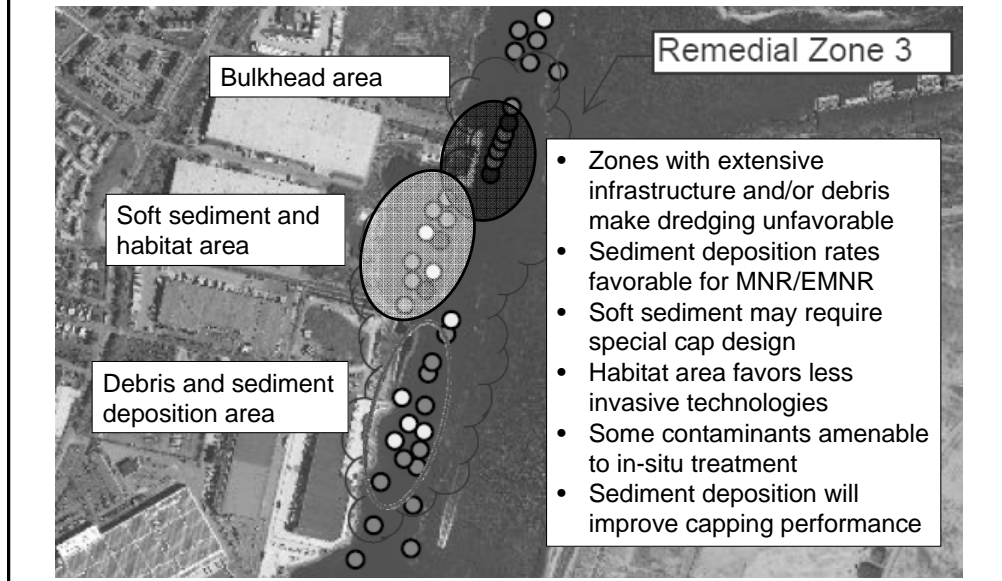 Remedial Zone 3
Bulkhead area
Soft sediment and
habitat area
Debris and sediment
deposition area
• Zones with extensive
infrastructure and/or debris
make dredging unfavorable
• Sediment deposition rates
favorable for MNR/EMNR
• Soft sediment may require
special cap design
• Habitat area favors less
invasive technologies
• Some contaminants amenable
to in-situ treatment
• Sediment deposition will
improve capping performance